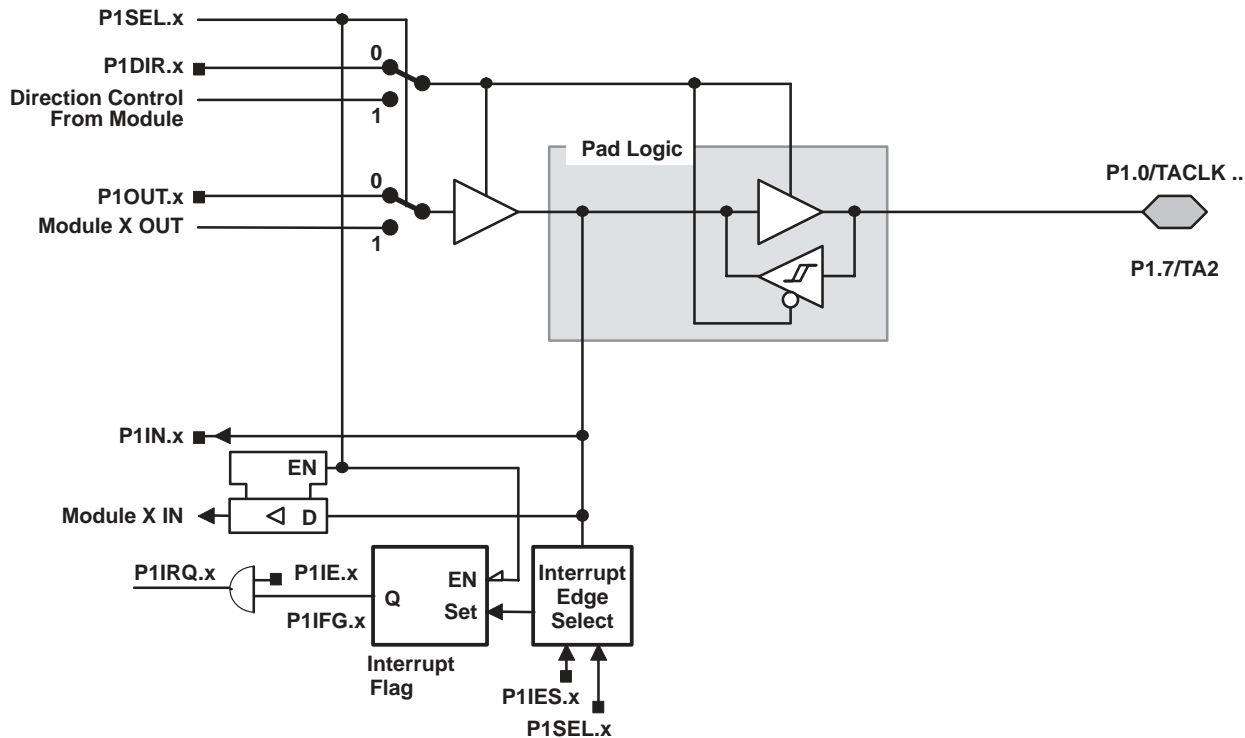 P1SEL.x
0
P1DIR.x
Direction Control
From Module
1
Pad Logic
P1.0/TACLK ..
0
P1OUT.x
Module X OUT
1
P1.7/TA2
P1IN.x
EN
Module X IN
D
P1IRQ.x
P1IE.x
P1IFG.x
Q
EN
Set
Interrupt
Edge
Select
Interrupt
Flag
P1IES.x
P1SEL.x